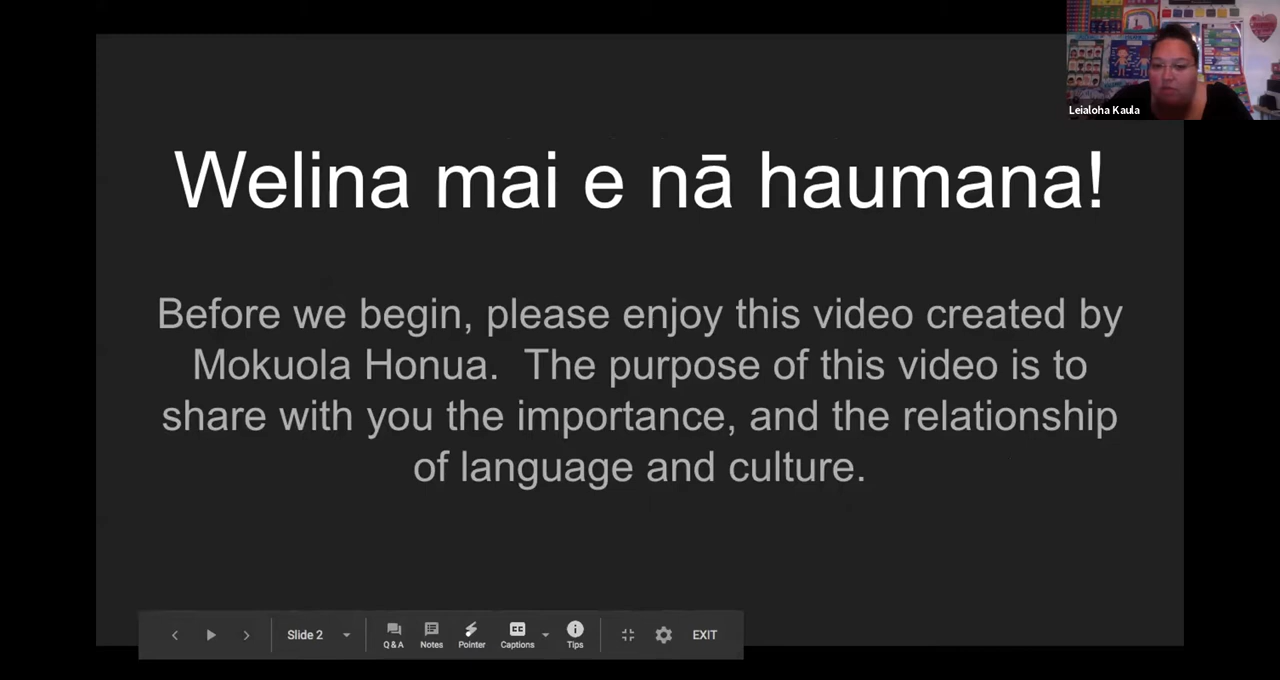 Leialoha Kaula
Welina mai e nā haumana!
Before we begin, please enjoy this video created by
Mokuola Honua.  The purpose of this video is to
share with you the importance, and the relationship
of language and culture.
Slide 2
Q & A
Notes
Pointer
CC
Captions
Tips
EXIT